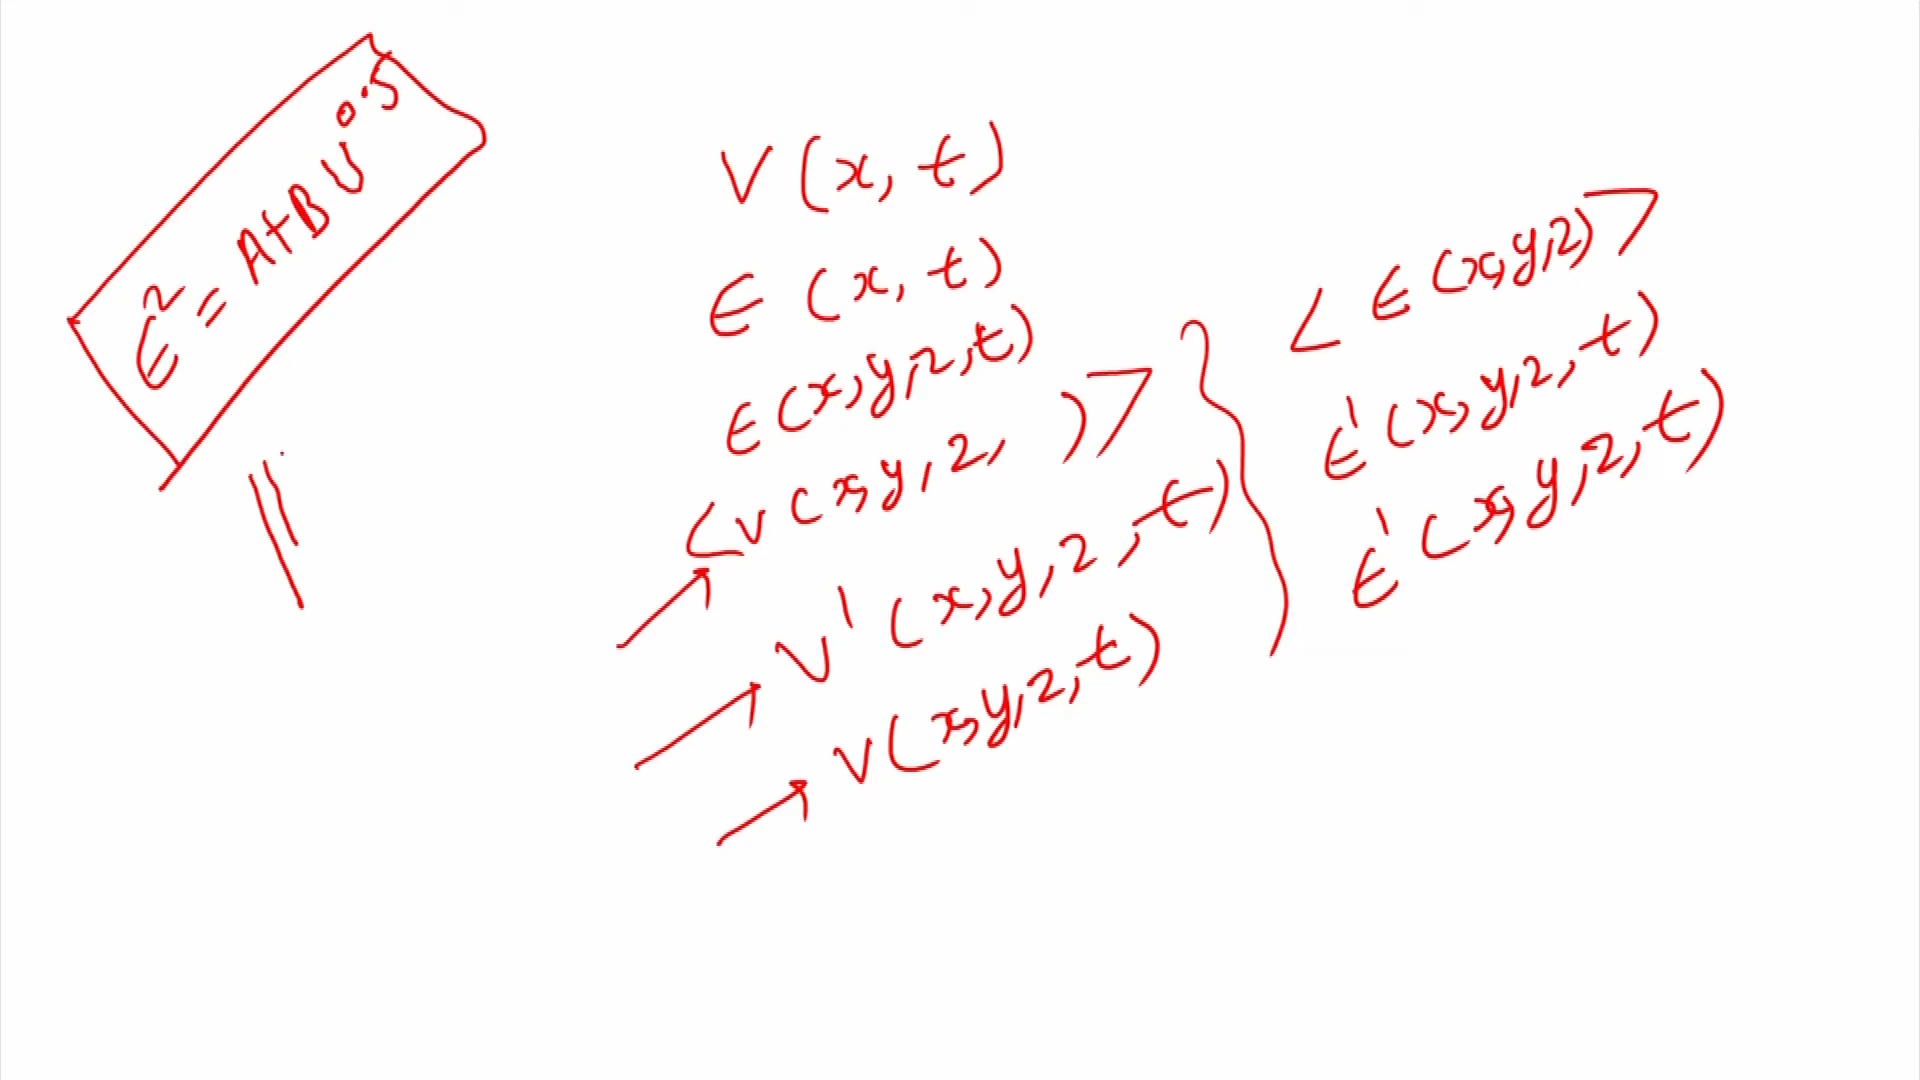 E² = A+BU^0.5
V (x, t)
E (x, t)
E (x, y, z, t)
<V (x, y, z, )>
V' (x, y, z, t)
V (x, y, z, t)
< E (x, y, z) >
E' (x, y, z, t)
E' (x, y, z, t)